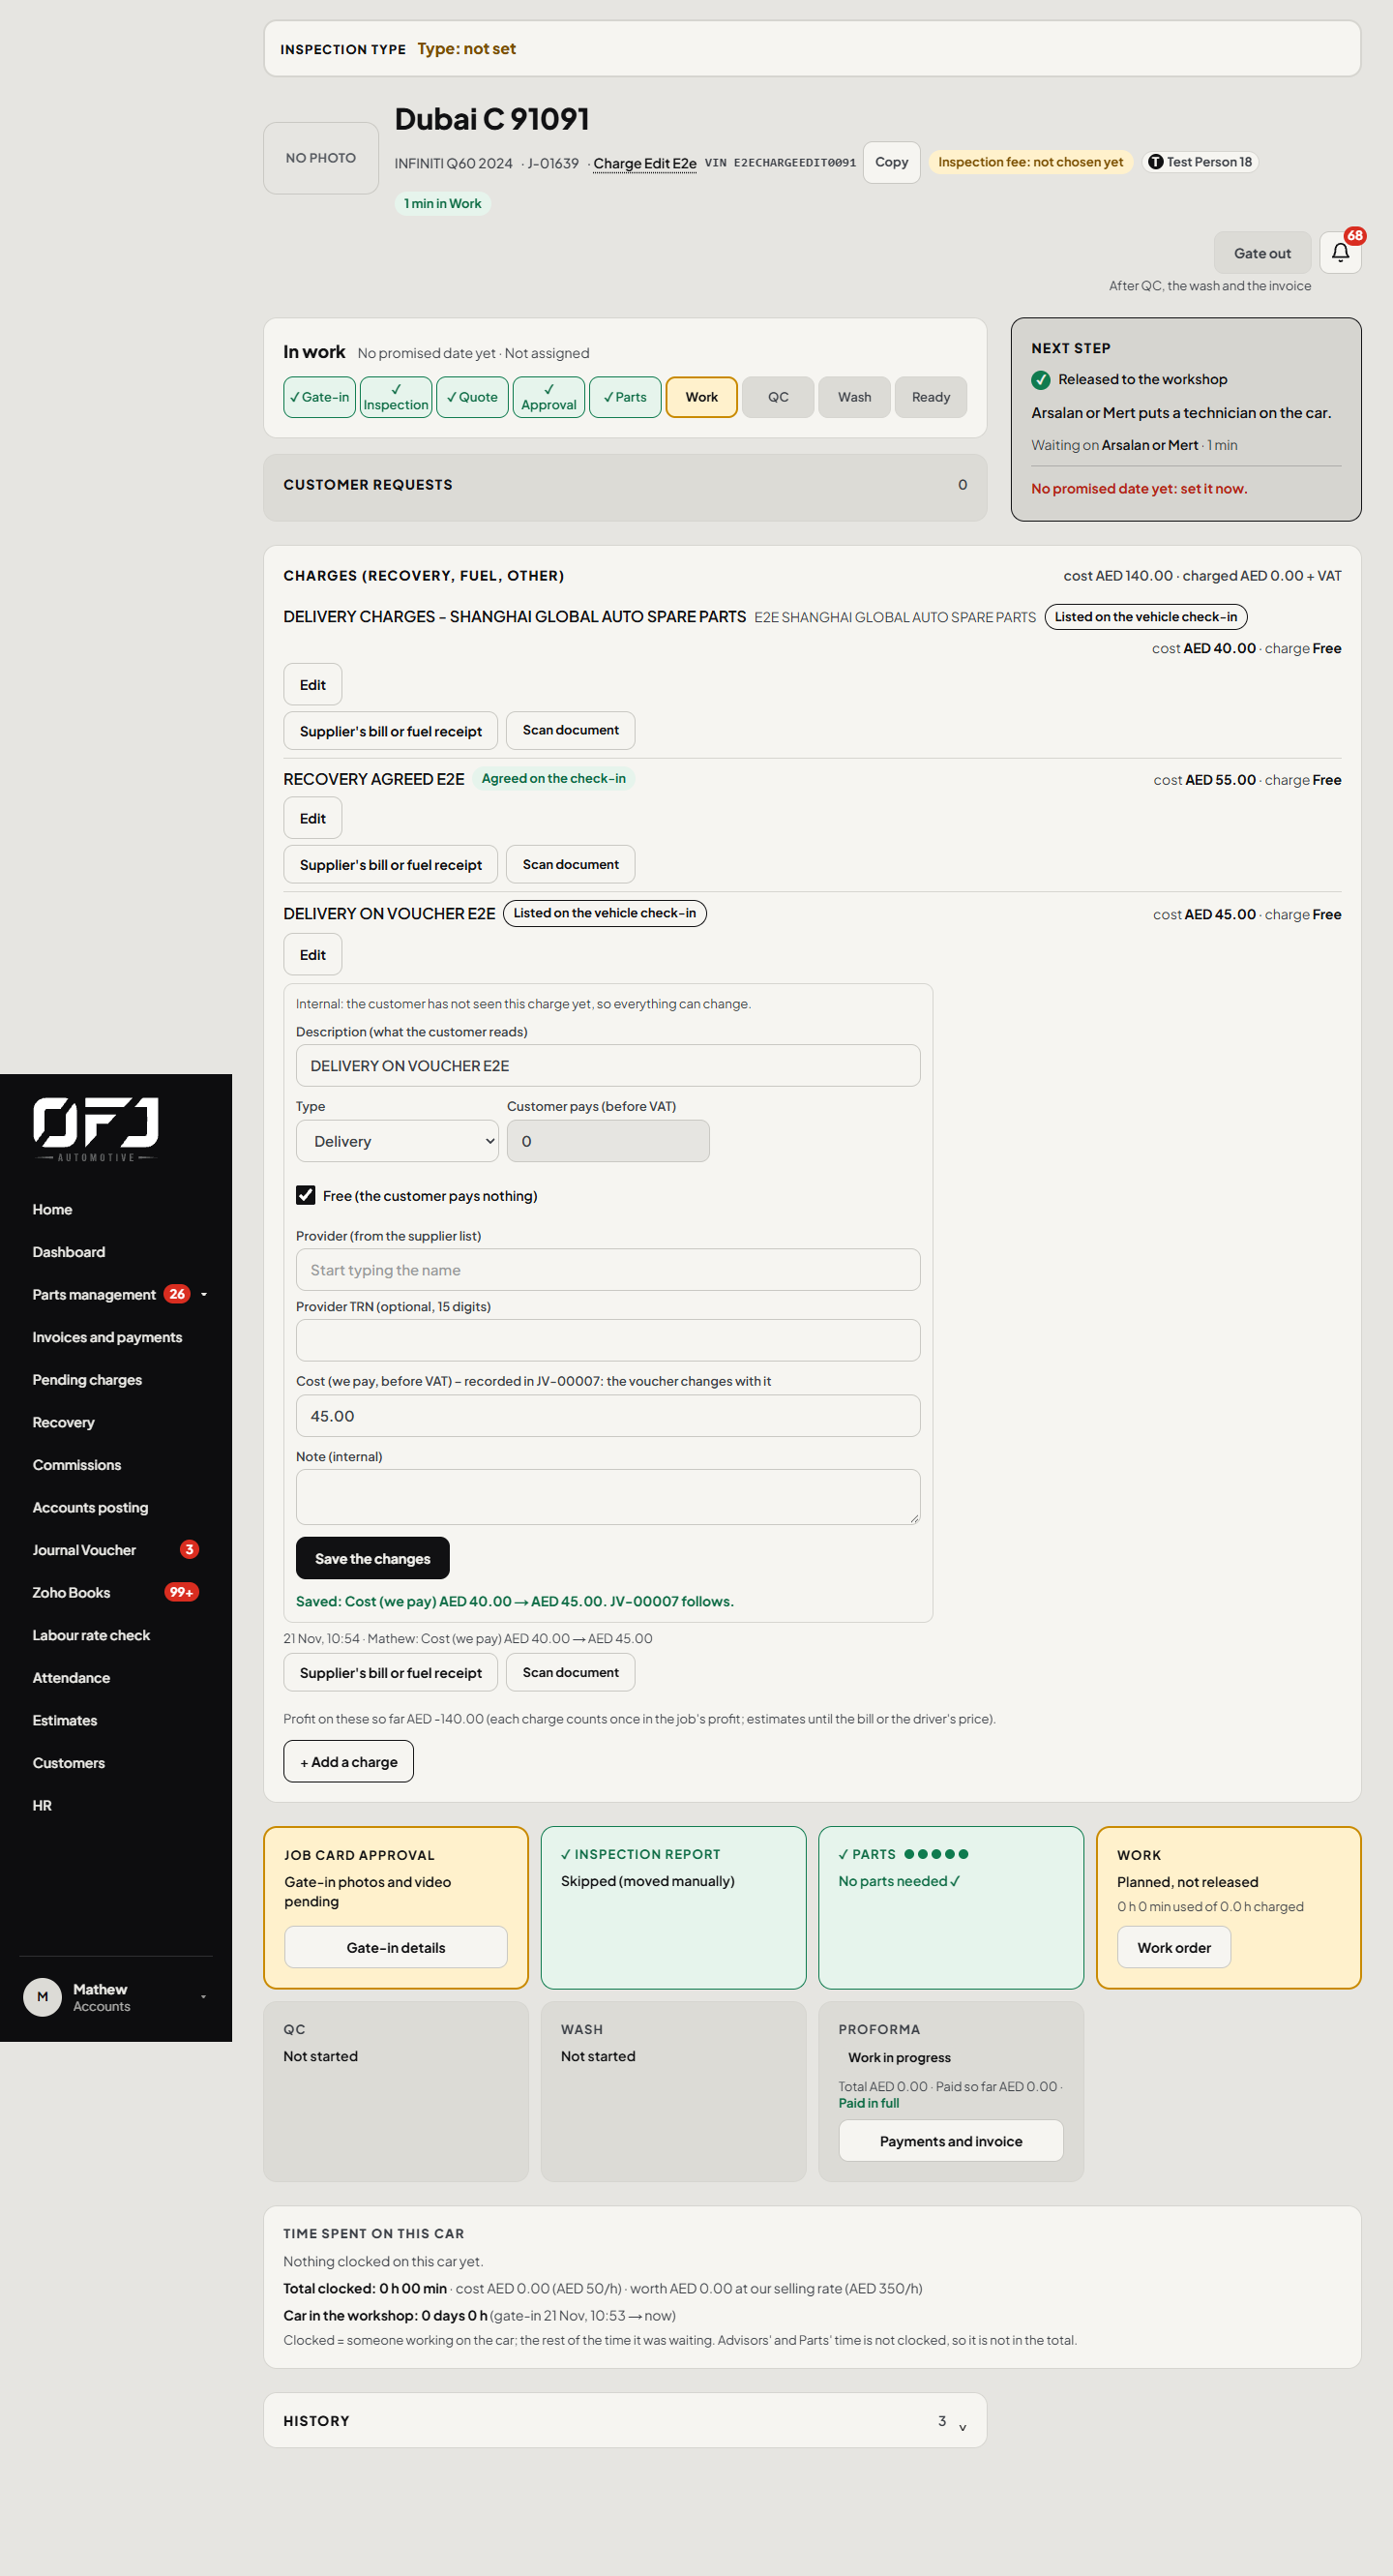 INSPECTION TYPE Type: not set
NO PHOTO
Dubai C 91091
INFINITI Q60 2024 · J-01639 · Charge Edit E2e VIN E2ECHARGEEDIT0091 Copy Inspection fee: not chosen yet T Test Person 18
1 min in Work
Gate out
68
After QC, the wash and the invoice
In work No promised date yet · Not assigned
✓ Gate-in
✓ Inspection
✓ Quote
✓ Approval
✓ Parts
Work
QC
Wash
Ready
CUSTOMER REQUESTS 0
NEXT STEP
✓ Released to the workshop
Arsalan or Mert puts a technician on the car.
Waiting on Arsalan or Mert · 1 min
No promised date yet: set it now.
CHARGES (RECOVERY, FUEL, OTHER) cost AED 140.00 · charged AED 0.00 + VAT
DELIVERY CHARGES - SHANGHAI GLOBAL AUTO SPARE PARTS E2E SHANGHAI GLOBAL AUTO SPARE PARTS Listed on the vehicle check-in
cost AED 40.00 · charge Free
Edit
Supplier's bill or fuel receipt Scan document
RECOVERY AGREED E2E Agreed on the check-in cost AED 55.00 · charge Free
Edit
Supplier's bill or fuel receipt Scan document
DELIVERY ON VOUCHER E2E Listed on the vehicle check-in cost AED 45.00 · charge Free
Edit
Internal: the customer has not seen this charge yet, so everything can change.
Description (what the customer reads)
DELIVERY ON VOUCHER E2E
Type Customer pays (before VAT)
Delivery 0
Free (the customer pays nothing)
Provider (from the supplier list)
Start typing the name
Provider TRN (optional, 15 digits)
Cost (we pay, before VAT) – recorded in JV-00007: the voucher changes with it
45.00
Note (internal)
Save the changes
Saved: Cost (we pay) AED 40.00 → AED 45.00. JV-00007 follows.
21 Nov, 10:54 · Mathew: Cost (we pay) AED 40.00 → AED 45.00
Supplier's bill or fuel receipt Scan document
Profit on these so far AED -140.00 (each charge counts once in the job's profit; estimates until the bill or the driver's price).
+ Add a charge
OFJ
AUTOMOTIVE
Home
Dashboard
Parts management 26
Invoices and payments
Pending charges
Recovery
Commissions
Accounts posting
Journal Voucher 3
Zoho Books 99+
Labour rate check
Attendance
Estimates
Customers
HR
M
Mathew
Accounts
JOB CARD APPROVAL
Gate-in photos and video
pending
Gate-in details
✓ INSPECTION REPORT
Skipped (moved manually)
✓ PARTS
No parts needed ✓
WORK
Planned, not released
0 h 0 min used of 0.0 h charged
Work order
QC
Not started
WASH
Not started
PROFORMA
Work in progress
Total AED 0.00 · Paid so far AED 0.00 ·
Paid in full
Payments and invoice
TIME SPENT ON THIS CAR
Nothing clocked on this car yet.
Total clocked: 0 h 00 min · cost AED 0.00 (AED 50/h) · worth AED 0.00 at our selling rate (AED 350/h)
Car in the workshop: 0 days 0 h (gate-in 21 Nov, 10:53 → now)
Clocked = someone working on the car; the rest of the time it was waiting. Advisors' and Parts' time is not clocked, so it is not in the total.
HISTORY 3